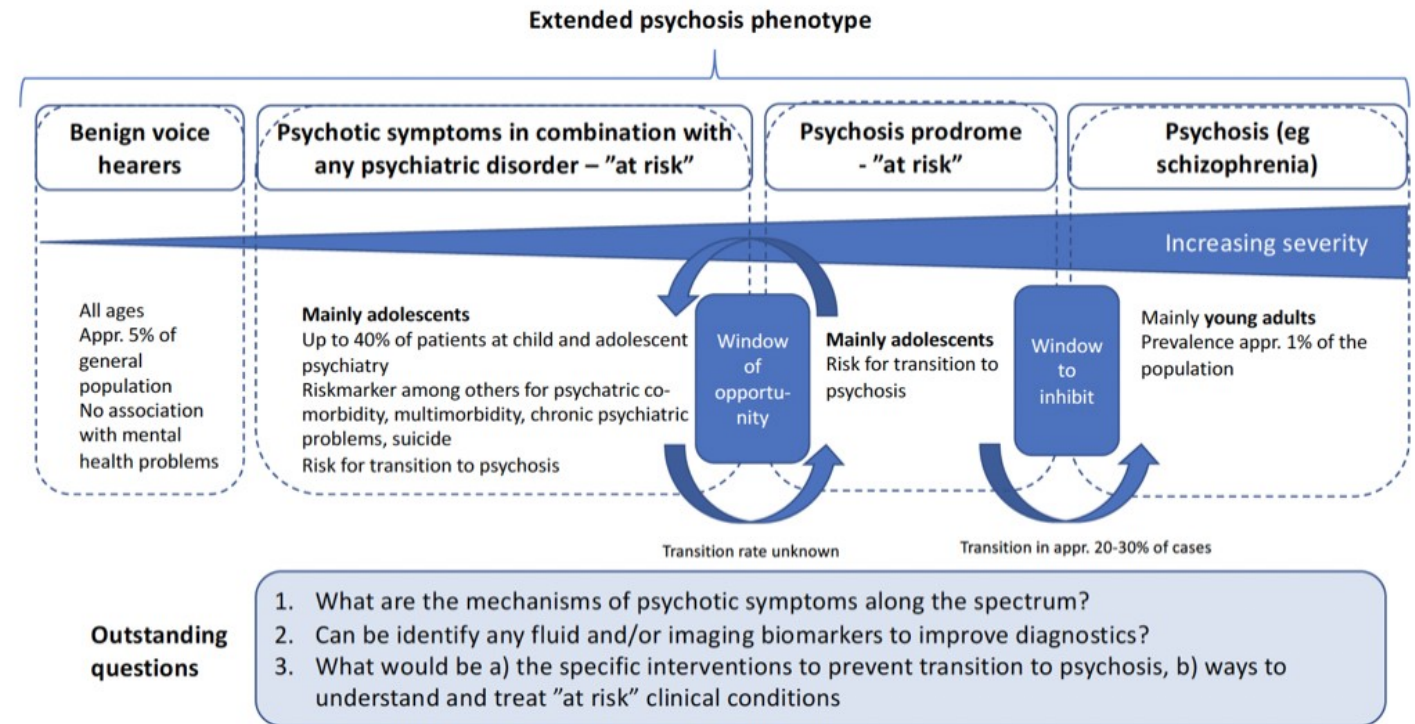 Extended psychosis phenotype
Benign voice
hearers
Psychotic symptoms in combination with
any psychiatric disorder – ”at risk”
Psychosis prodrome
- ”at risk”
Psychosis (eg
schizophrenia)
Increasing severity
All ages
Appr. 5% of
general
population
No association
with mental
health problems
Mainly adolescents
Up to 40% of patients at child and adolescent
psychiatry
Riskmarker among others for psychatric co-
morbidity, multimorbidity, chronic psychiatric
problems, suicide
Risk for transition to psychosis
Window
of
opportu-
nity
Mainly adolescents
Risk for transition to
psychosis
Window
to
inhibit
Mainly young adults
Prevalence appr. 1% of the
population
Transition rate unknown
Transition in appr. 20-30% of cases
Outstanding
questions
1. What are the mechanisms of psychotic symptoms along the spectrum?
2. Can be identify any fluid and/or imaging biomarkers to improve diagnostics?
3. What would be a) the specific interventions to prevent transition to psychosis, b) ways to
understand and treat ”at risk” clinical conditions